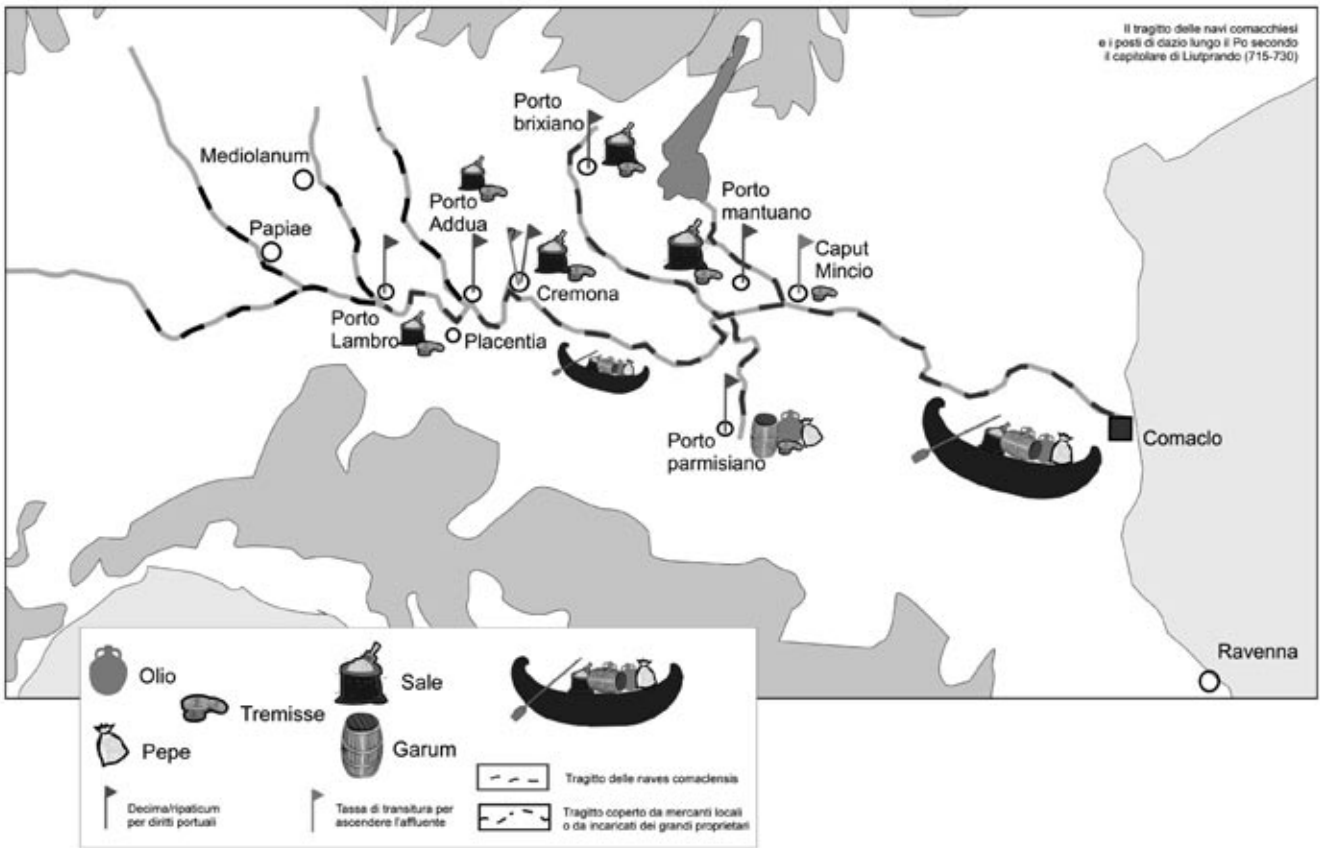 Il tragitto delle navi comacchiesi
e i posti di dazio lungo il Po secondo
il capitolare di Liutprando (715-730)
Porto
brixiano
Mediolanum
Porto
Addua
Porto
mantuano
Papiae
Caput
Mincio
Cremona
Porto
Lambro
Placentia
Porto
parmisiano
Comaclo
Ravenna
Olio
Sale
Tremisse
Pepe
Garum
Decima/ripaticum
per diritti portuali
Tassa di transitura per
ascendere l'affluente
Tragitto delle naves comaclensis
Tragitto coperto da mercanti locali
o da incaricati dei grandi proprietari